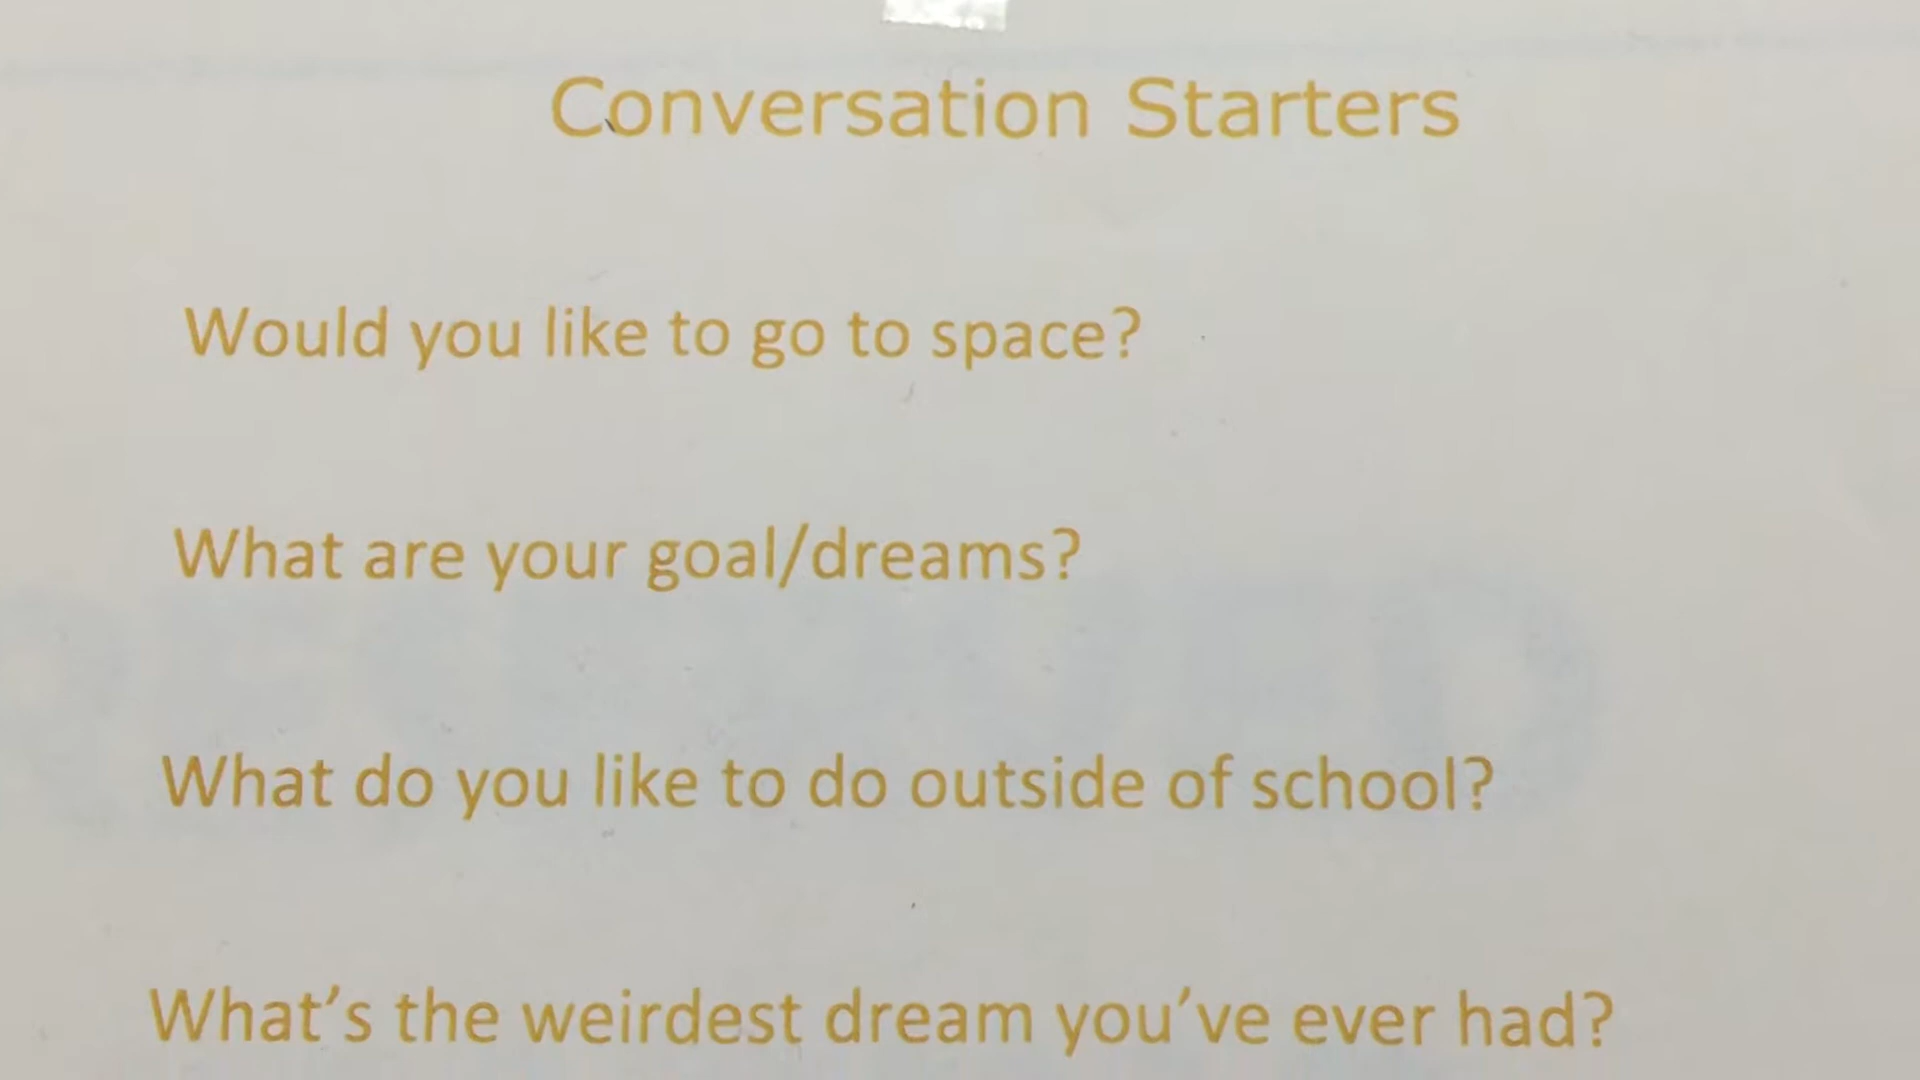 Conversation Starters
Would you like to go to space?
What are your goal/dreams?
What do you like to do outside of school?
What's the weirdest dream you've ever had?